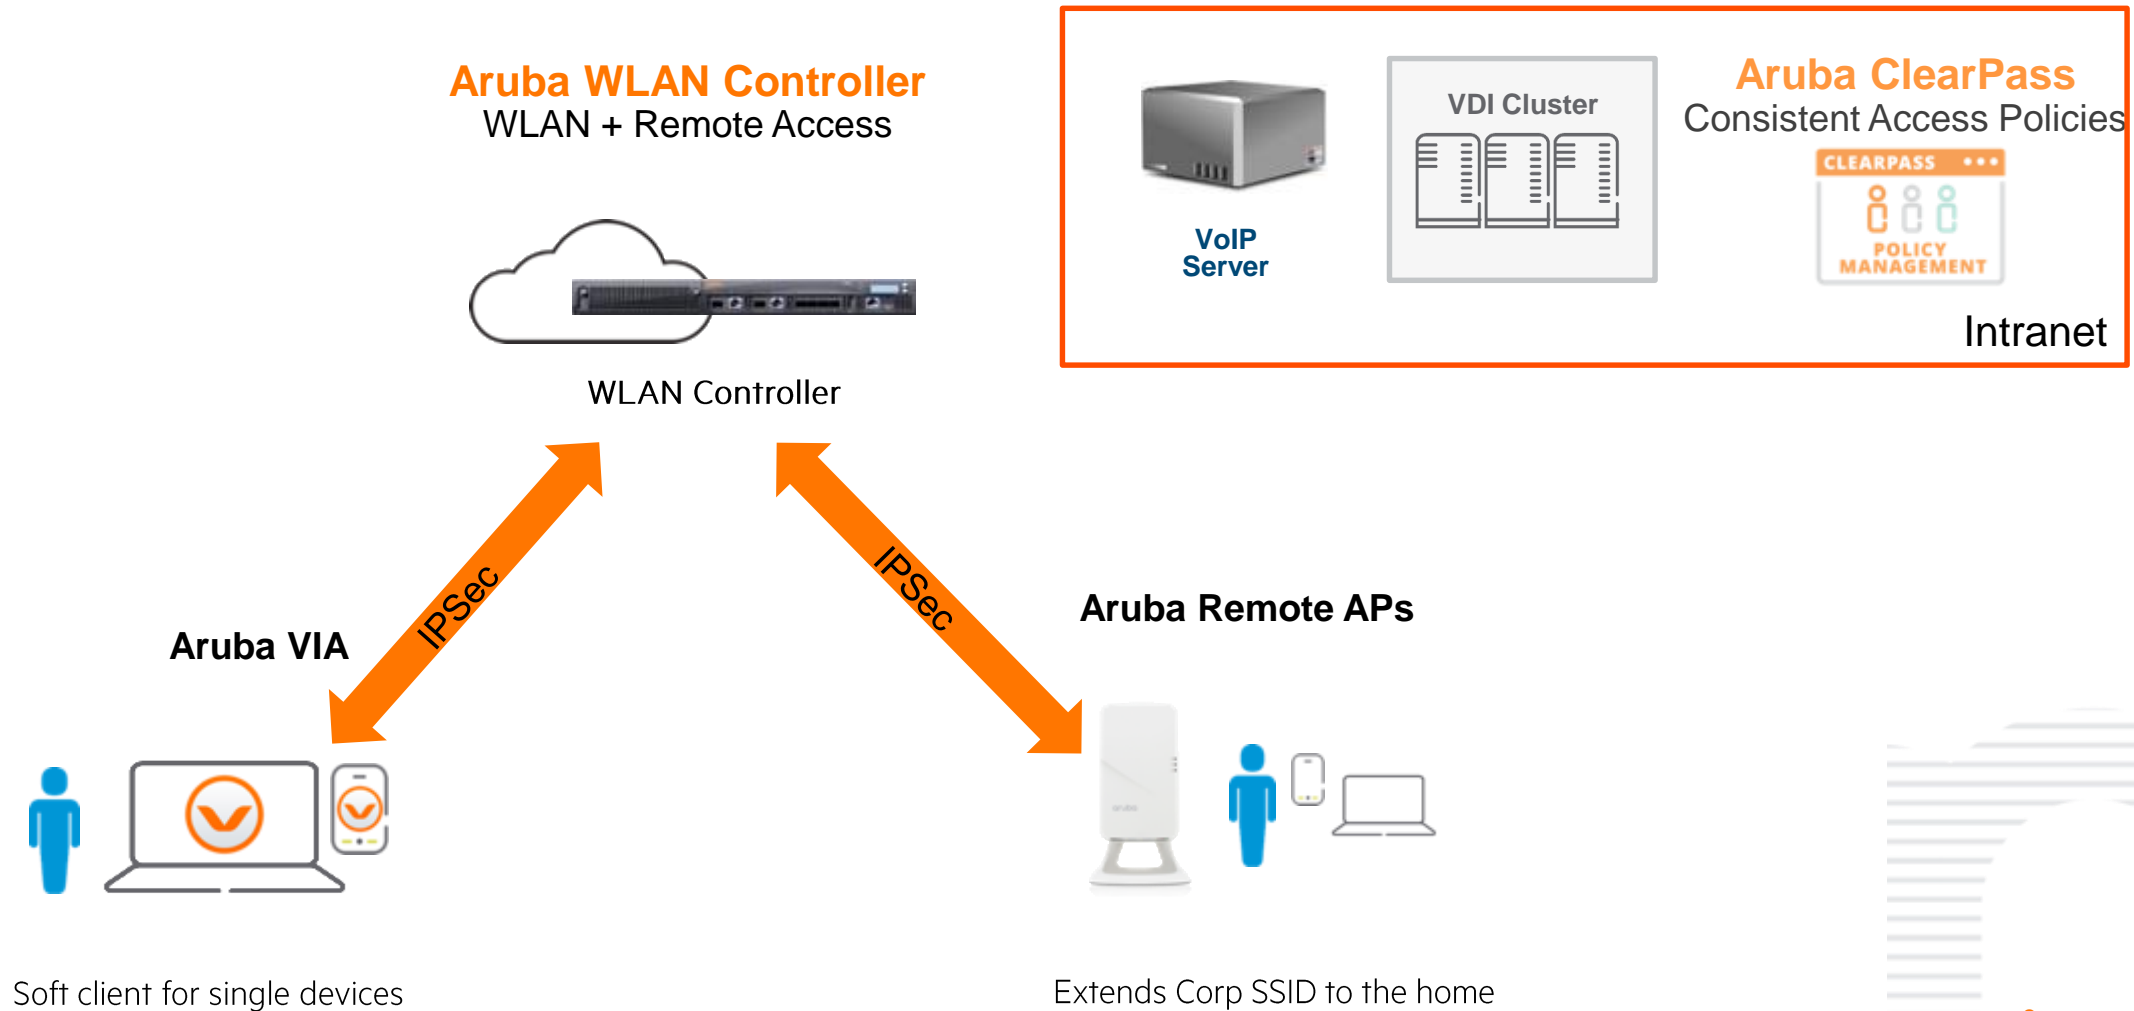 Aruba WLAN Controller
WLAN + Remote Access
WLAN Controller
VoIP
Server
VDI Cluster
Aruba ClearPass
Consistent Access Policies
CLEARPASS
POLICY
MANAGEMENT
Intranet
IPSec
IPSec
Aruba VIA
Aruba Remote APs
aruba
Soft client for single devices
Extends Corp SSID to the home